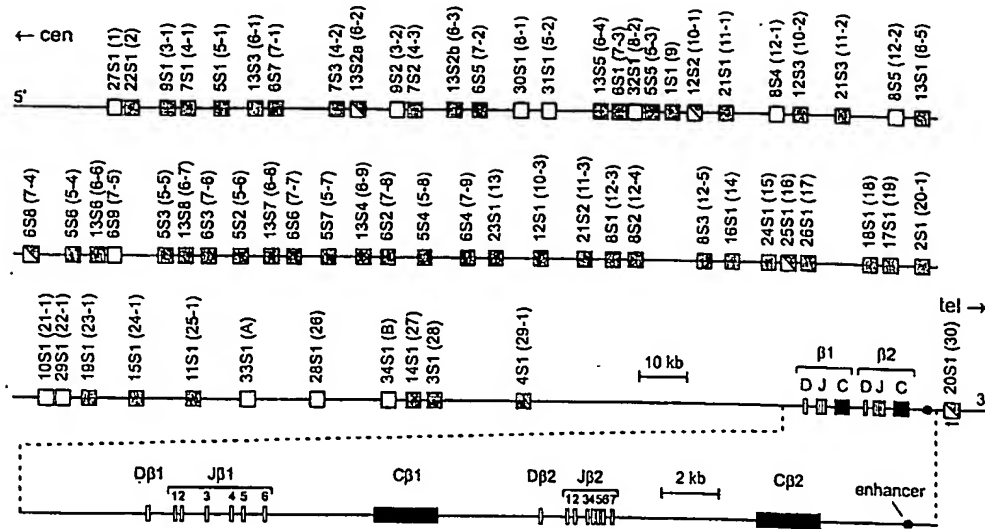 ← cen
27S1 (1)
22S1 (2)
9S1 (3-1)
7S1 (4-1)
5S1 (5-1)
13S3 (6-1)
6S7 (7-1)
7S3 (4-2)
13S2a (6-2)
9S2 (3-2)
7S2 (4-3)
13S2b (6-3)
6S5 (7-2)
30S1 (8-1)
31S1 (5-2)
13S5 (6-4)
6S1 (7-3)
32S1 (8-2)
5S5 (5-3)
1S1 (9)
12S2 (10-1)
21S1 (11-1)
8S4 (12-1)
12S3 (10-2)
21S3 (11-2)
8S5 (12-2)
13S1 (6-5)
5'
6S8 (7-4)
5S6 (5-4)
13S6 (6-6)
6S9 (7-5)
5S3 (5-5)
13S8 (6-7)
6S3 (7-6)
5S2 (5-6)
13S7 (6-8)
6S6 (7-7)
5S7 (5-7)
13S4 (6-9)
6S2 (7-8)
5S4 (5-8)
6S4 (7-9)
23S1 (13)
12S1 (10-3)
21S2 (11-3)
8S1 (12-3)
8S2 (12-4)
8S3 (12-5)
16S1 (14)
24S1 (15)
25S1 (16)
26S1 (17)
18S1 (18)
17S1 (19)
2S1 (20-1)
10S1 (21-1)
29S1 (22-1)
19S1 (23-1)
15S1 (24-1)
11S1 (25-1)
33S1 (A)
28S1 (26)
34S1 (B)
14S1 (27)
3S1 (28)
4S1 (29-1)
10 kb
β1
β2
D J C
D J C
tel →
20S1 (30)
3
Dβ1
Jβ1
12 3 4 5 6
Cβ1
Dβ2
Jβ2
12 34567
2 kb
Cβ2
enhancer